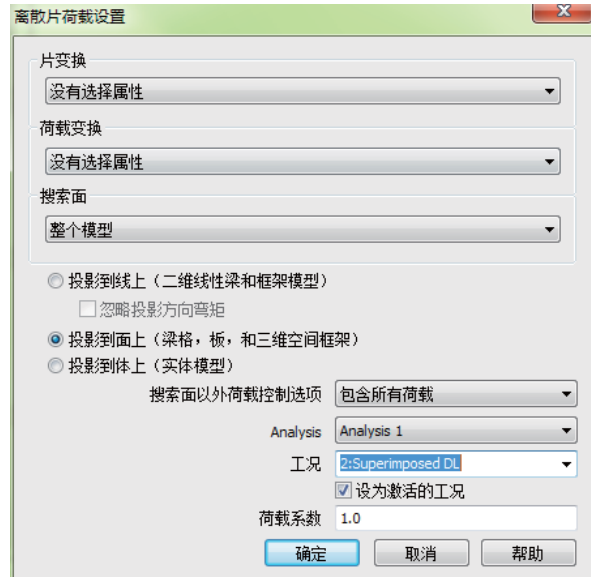 离散片荷载设置
片变换
没有选择属性
荷载变换
没有选择属性
搜索面
整个模型
投影到线上（二维线性梁和框架模型）
忽略投影方向弯矩
投影到面上（梁格，板，和三维空间框架）
投影到体上（实体模型）
搜索面以外荷载控制选项 包含所有荷载
Analysis Analysis 1
工况 2:Superimposed DL
设为激活的工况
荷载系数 1.0
确定 取消 帮助